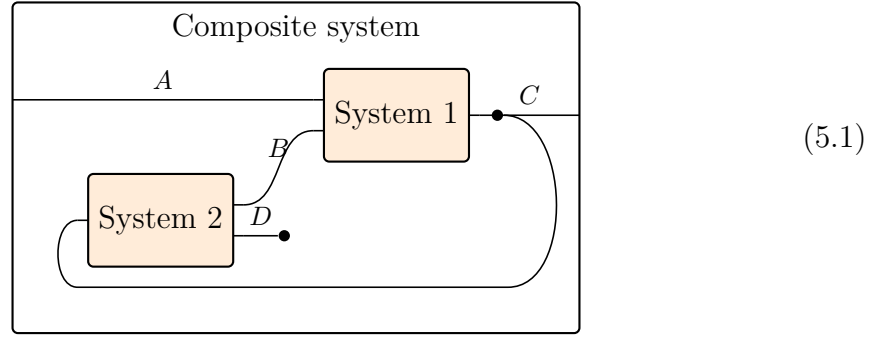 Composite system
A
System 1
C
(5.1)
B
System 2
D